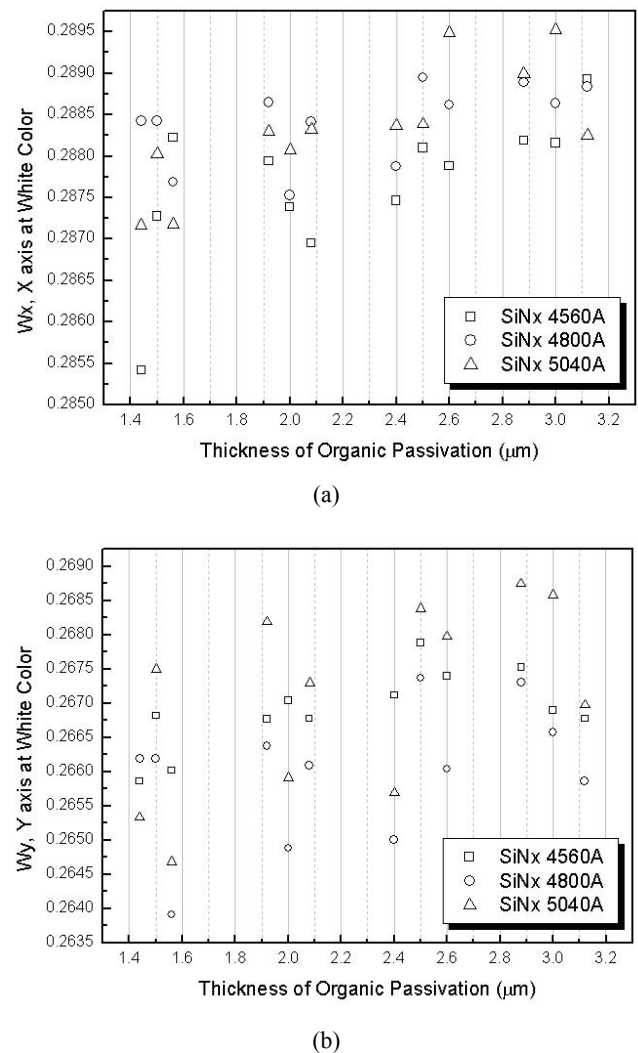 0.2895
0.2890
0.2885
0.2880
0.2875
0.2870
0.2865
0.2860
0.2855
0.2850
Wx, X axis at White Color
SiNx 4560A
SiNx 4800A
SiNx 5040A
1.4 1.6 1.8 2.0 2.2 2.4 2.6 2.8 3.0 3.2
Thickness of Organic Passivation (μm)
(a)
0.2690
0.2685
0.2680
0.2675
0.2670
0.2665
0.2660
0.2655
0.2650
0.2645
0.2640
0.2635
Wy, Y axis at White Color
SiNx 4560A
SiNx 4800A
SiNx 5040A
1.4 1.6 1.8 2.0 2.2 2.4 2.6 2.8 3.0 3.2
Thickness of Organic Passivation (μm)
(b)